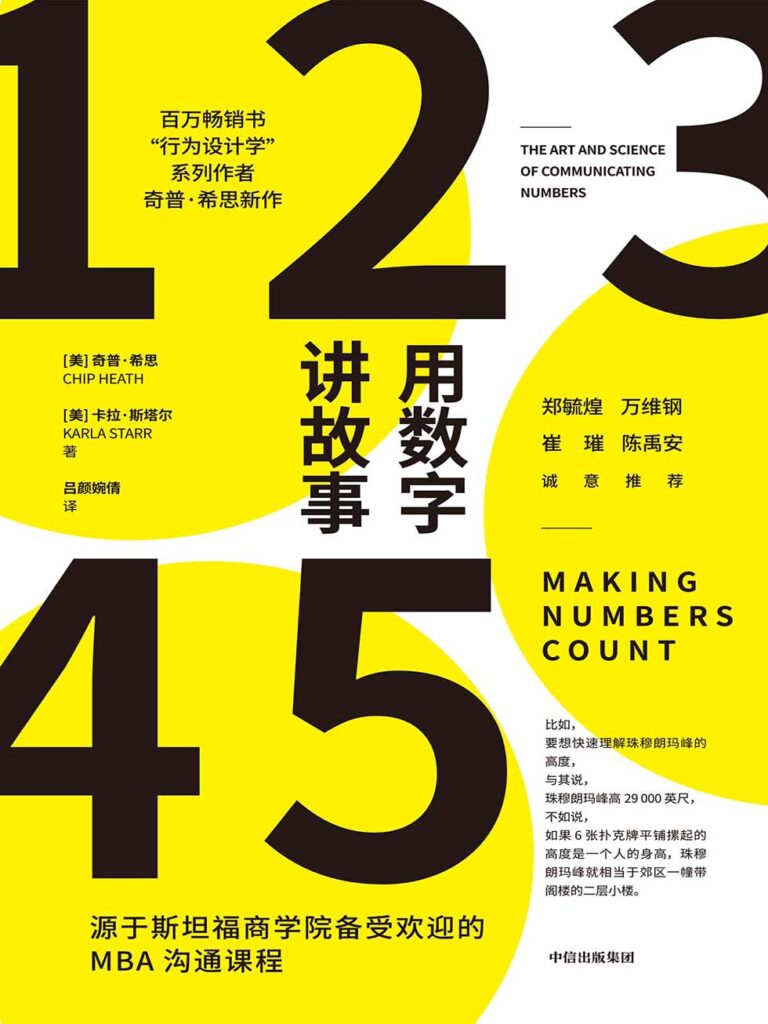 1 2 3
百万畅销书
“行为设计学”
系列作者
奇普·希思新作
THE ART AND SCIENCE
OF COMMUNICATING
NUMBERS
[美] 奇普·希思
CHIP HEATH
[美] 卡拉·斯塔尔
KARLA STARR
著
吕颜婉倩
译
用数字
讲故事
郑毓煌 万维钢
崔璀 陈禹安
诚意推荐
MAKING
NUMBERS
COUNT
4 5
比如，
要想快速理解珠穆朗玛峰的
高度，
与其说，
珠穆朗玛峰高 29 000 英尺，
不如说，
如果 6 张扑克牌平铺摞起的
高度是一个人的身高，珠穆
朗玛峰就相当于郊区一幢带
阁楼的二层小楼。
源于斯坦福商学院备受欢迎的
MBA 沟通课程
中信出版集团